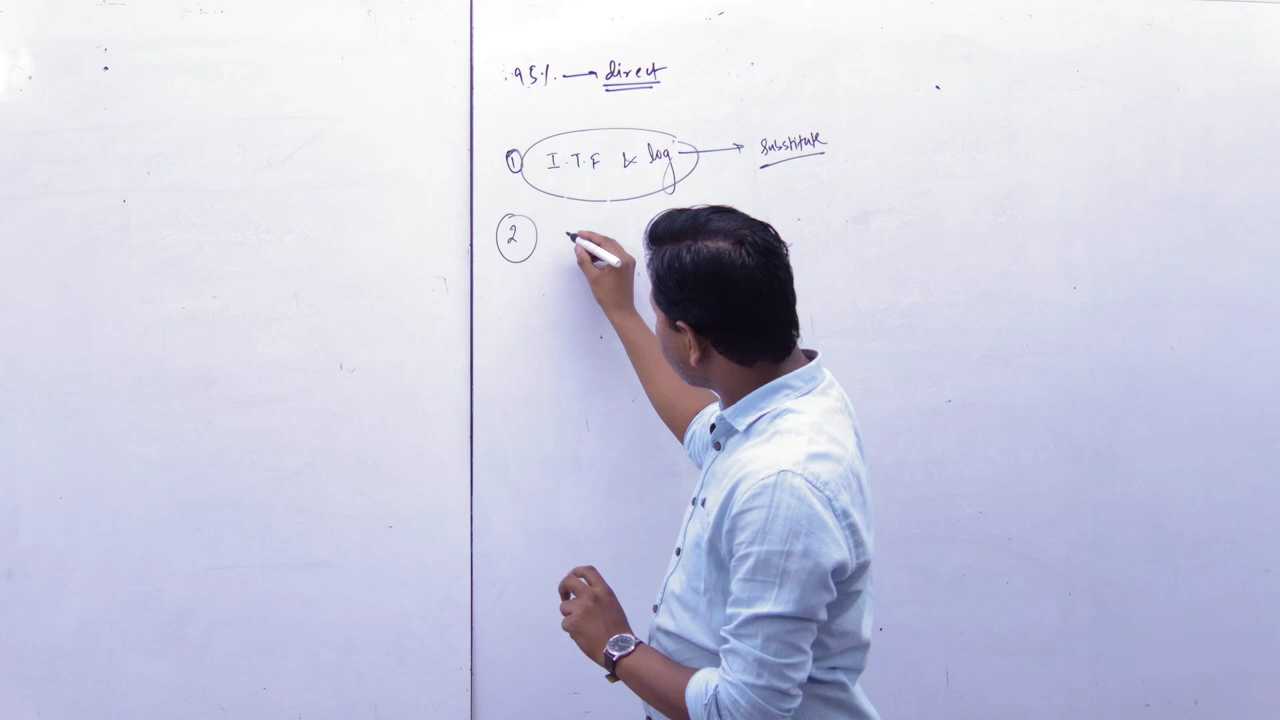 95% → direct
① I.T.F & log → Substitute
②